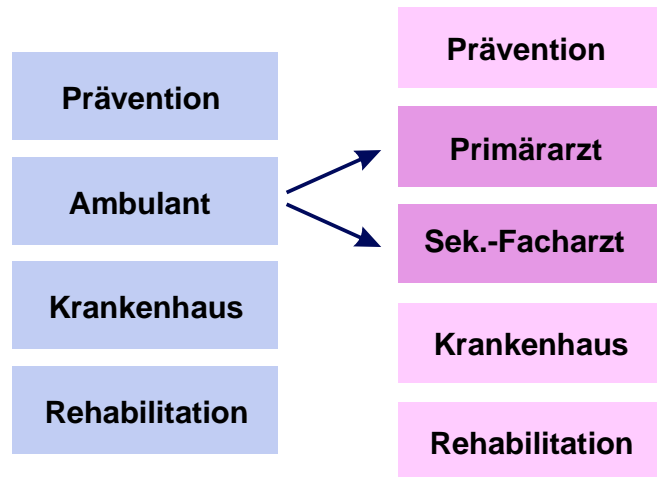 Prävention
Ambulant
Krankenhaus
Rehabilitation
Prävention
Primärarzt
Sek.-Facharzt
Krankenhaus
Rehabilitation